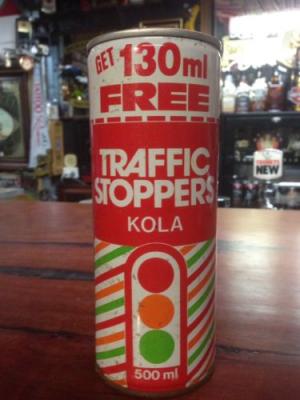 GET 130ml
FREE
TRAFFIC
STOPPERS
KOLA
500 ml
NEW